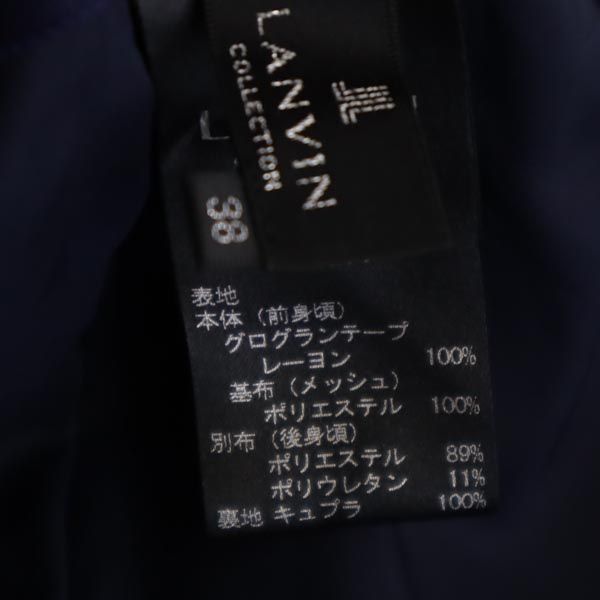 LANVIN
COLLECTION
38
表地
本体（前身頃）
グログランテープ
レーヨン 100%
基布（メッシュ）
ポリエステル 100%
別布（後身頃）
ポリエステル 89%
ポリウレタン 11%
裏地 キュプラ 100%